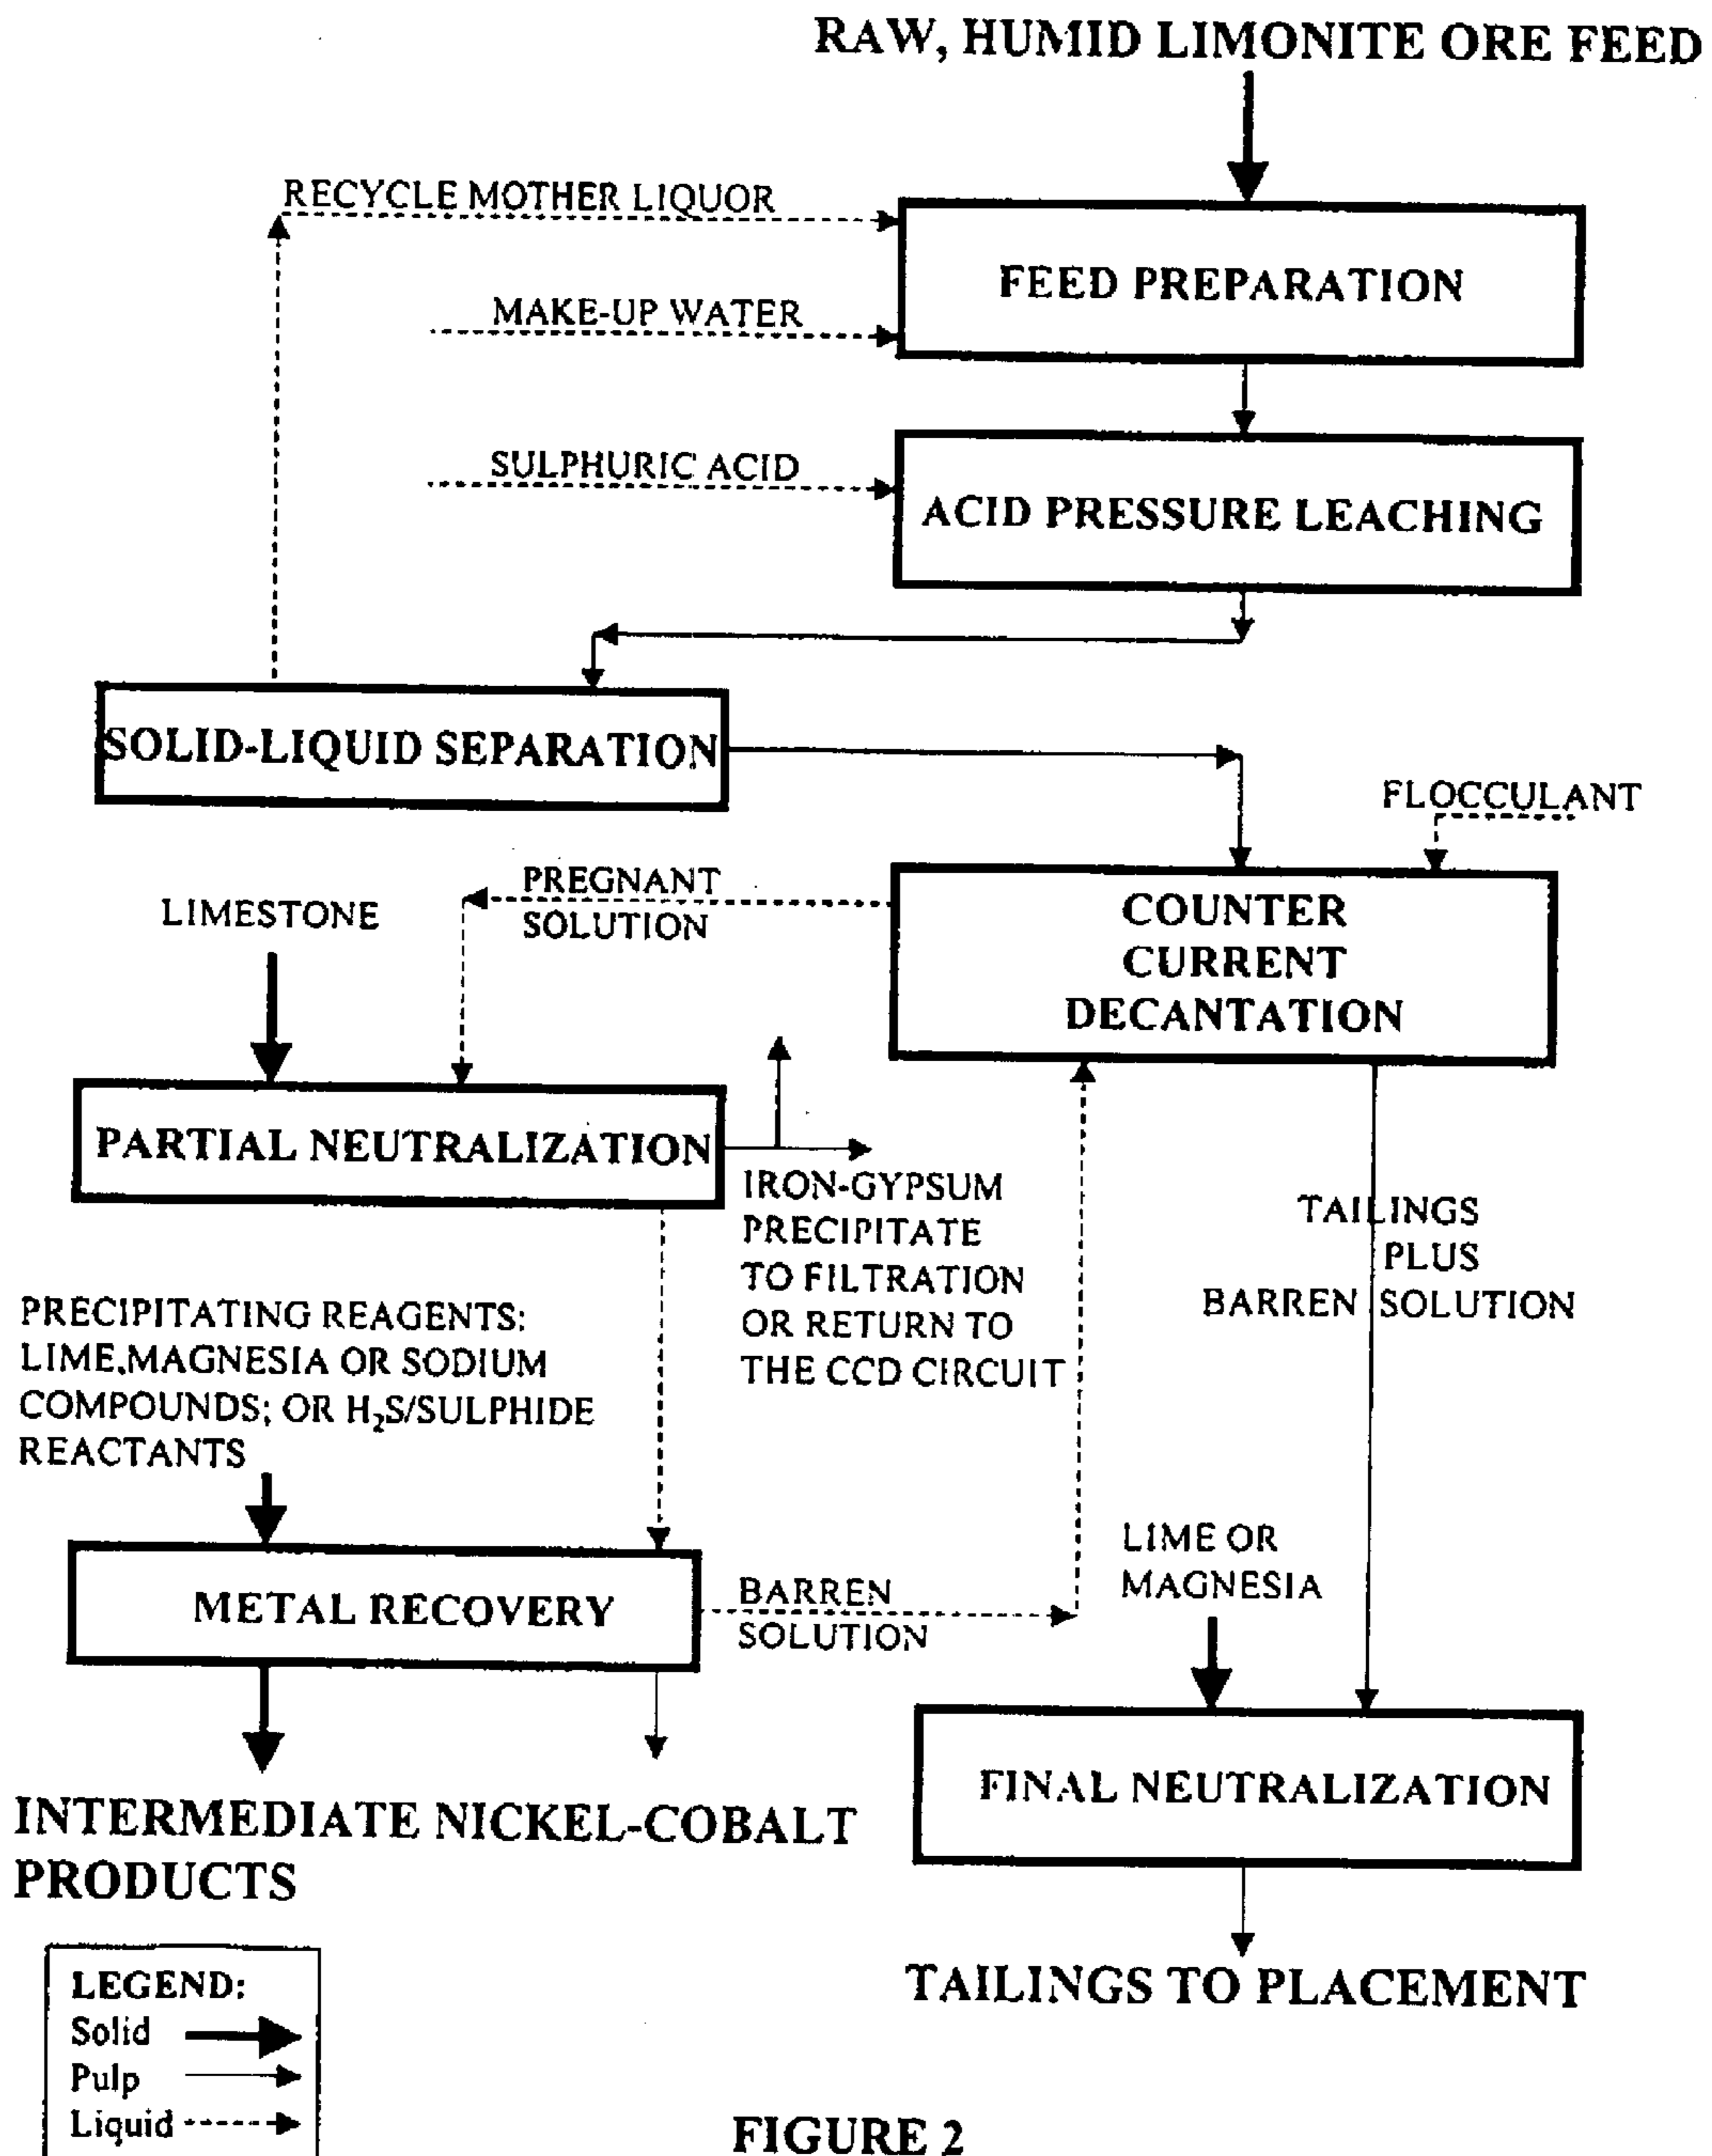 RAW, HUMID LIMONITE ORE FEED
RECYCLE MOTHER LIQUOR
FEED PREPARATION
MAKE-UP WATER
SULPHURIC ACID
ACID PRESSURE LEACHING
SOLID-LIQUID SEPARATION
FLOCCULANT
PREGNANT
SOLUTION
LIMESTONE
COUNTER
CURRENT
DECANTATION
PARTIAL NEUTRALIZATION
IRON-GYPSUM
PRECIPITATE
TO FILTRATION
OR RETURN TO
THE CCD CIRCUIT
TAILINGS
PLUS
BARREN SOLUTION
PRECIPITATING REAGENTS:
LIME,MAGNESIA OR SODIUM
COMPOUNDS; OR H₂S/SULPHIDE
REACTANTS
LIME OR
MAGNESIA
METAL RECOVERY
BARREN
SOLUTION
FINAL NEUTRALIZATION
INTERMEDIATE NICKEL-COBALT
PRODUCTS
TAILINGS TO PLACEMENT
LEGEND:
Solid
Pulp
Liquid
FIGURE 2